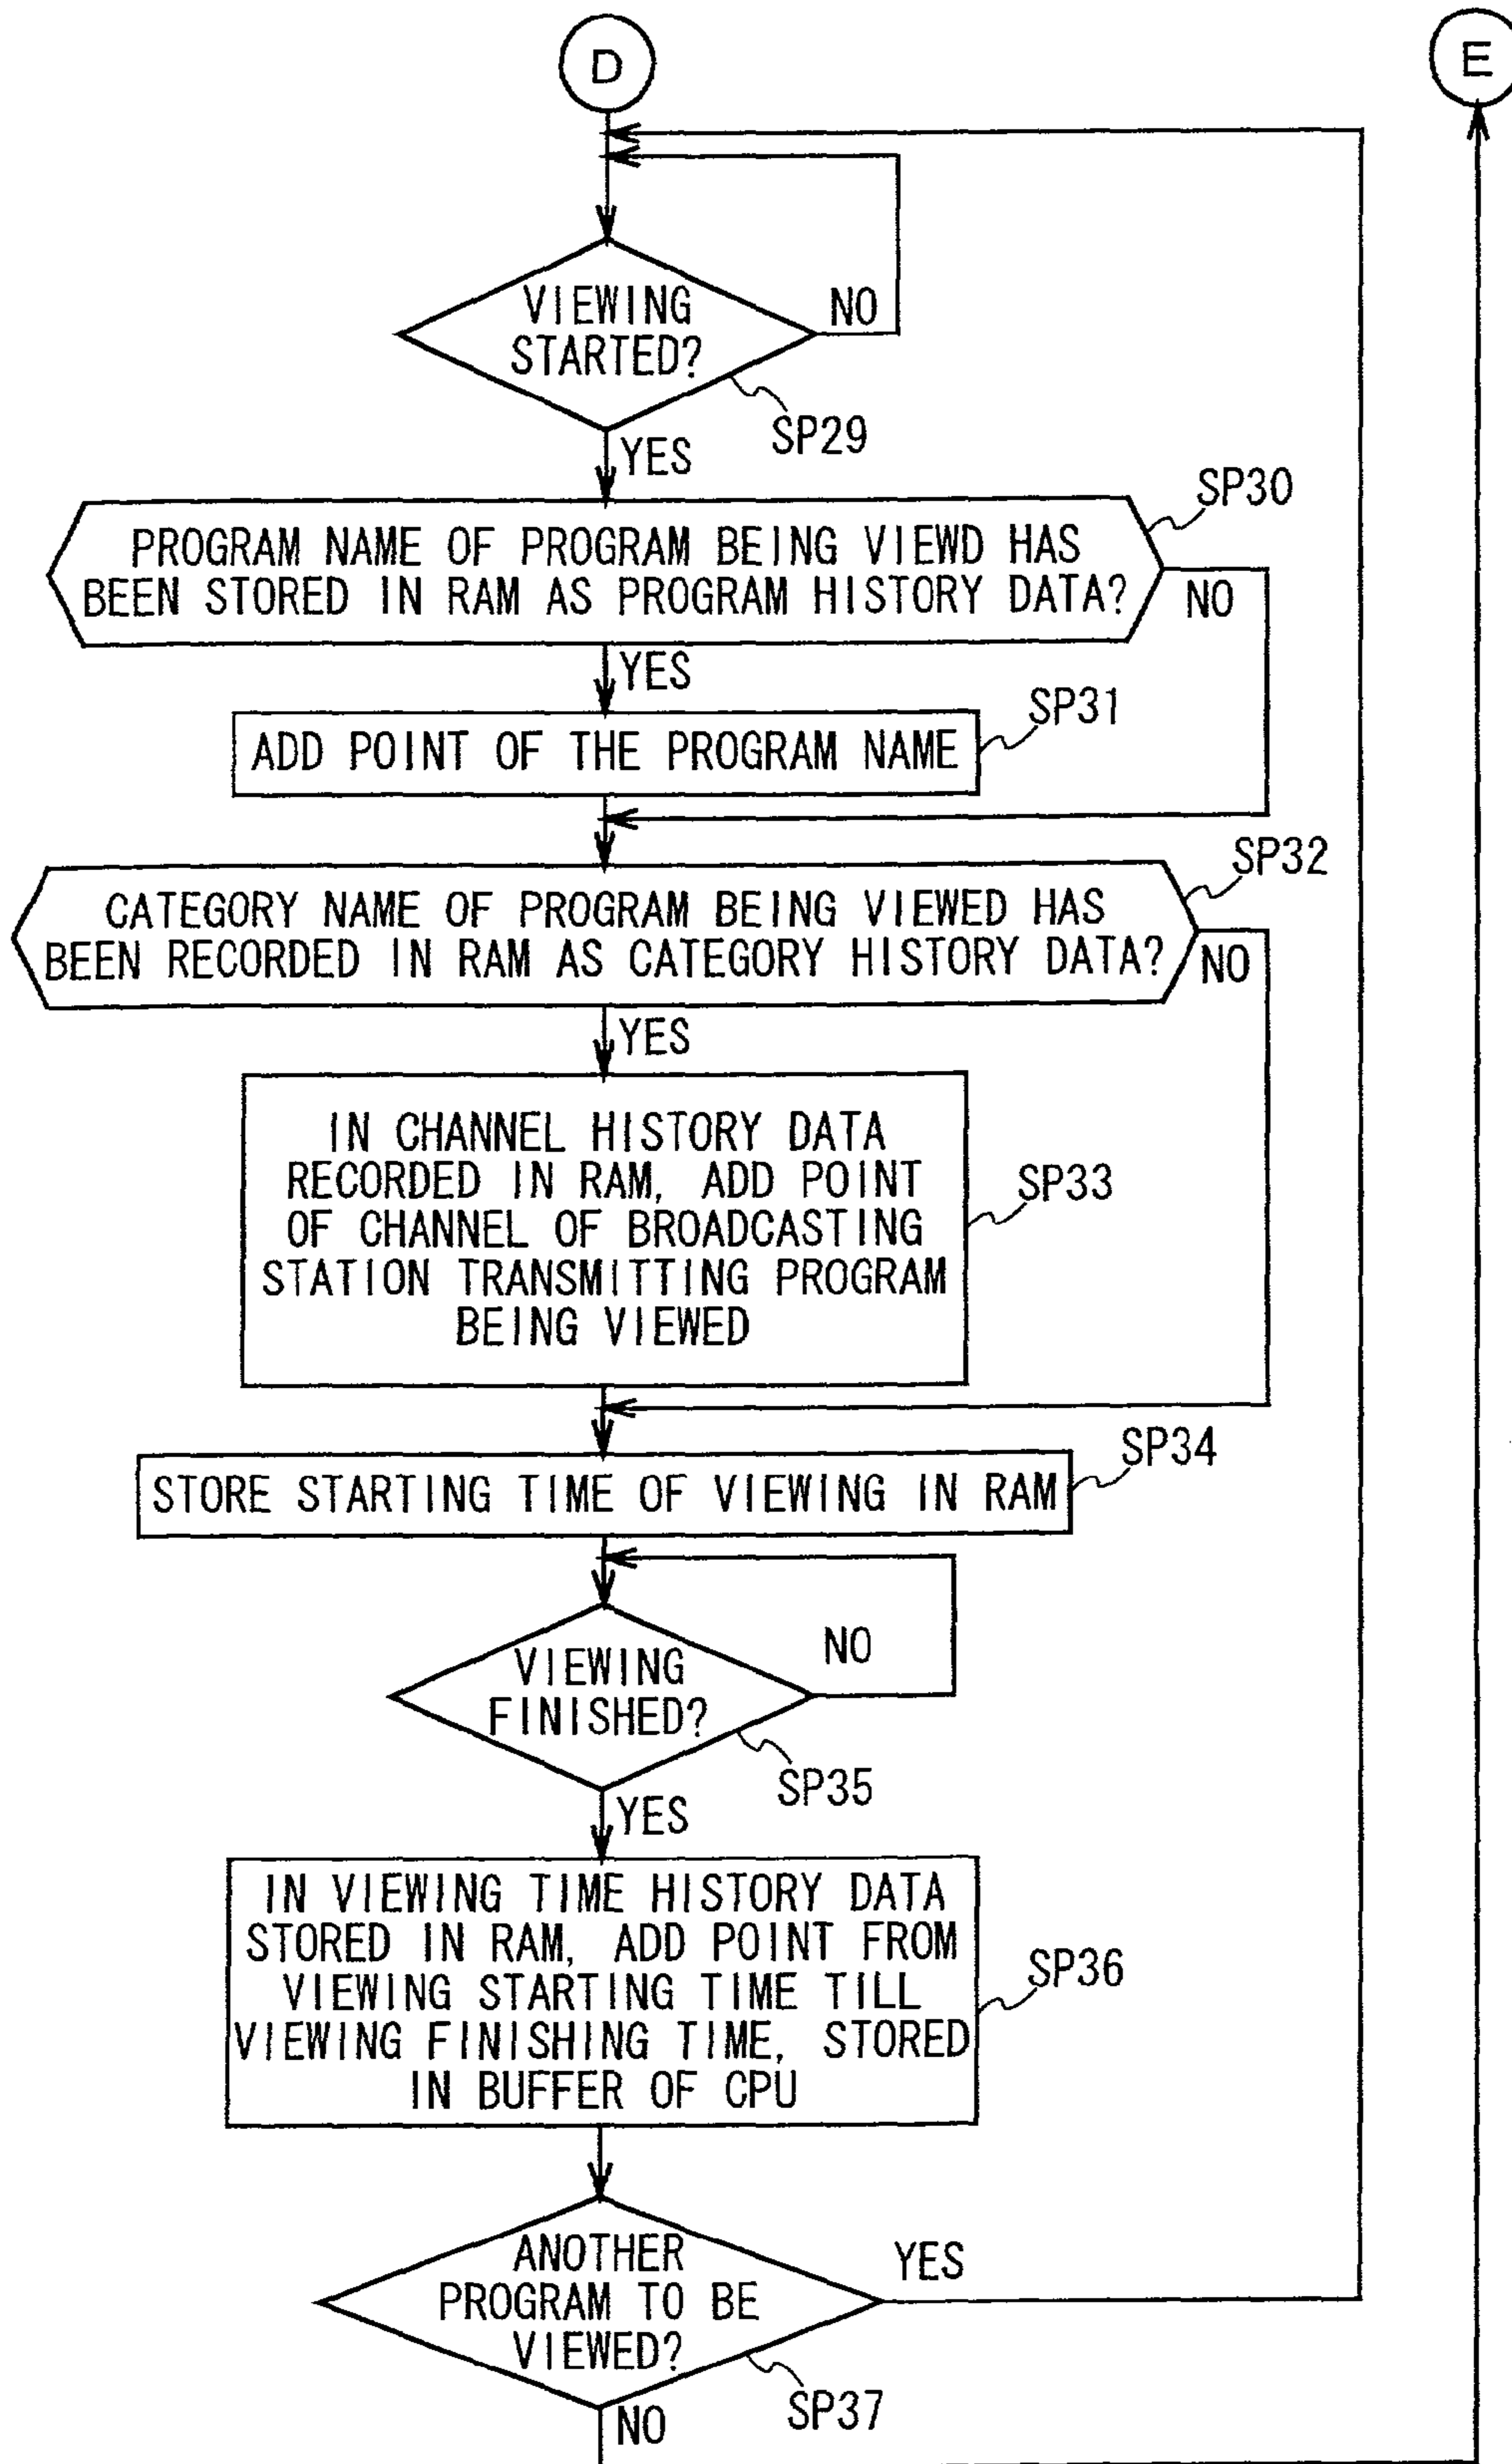 D
E
VIEWING
STARTED?
NO
SP29
YES
SP30
PROGRAM NAME OF PROGRAM BEING VIEWD HAS
BEEN STORED IN RAM AS PROGRAM HISTORY DATA?
NO
YES
SP31
ADD POINT OF THE PROGRAM NAME
SP32
CATEGORY NAME OF PROGRAM BEING VIEWED HAS
BEEN RECORDED IN RAM AS CATEGORY HISTORY DATA?
NO
YES
IN CHANNEL HISTORY DATA
RECORDED IN RAM, ADD POINT
OF CHANNEL OF BROADCASTING
STATION TRANSMITTING PROGRAM
BEING VIEWED
SP33
SP34
STORE STARTING TIME OF VIEWING IN RAM
VIEWING
FINISHED?
NO
SP35
YES
IN VIEWING TIME HISTORY DATA
STORED IN RAM, ADD POINT FROM
VIEWING STARTING TIME TILL
VIEWING FINISHING TIME, STORED
IN BUFFER OF CPU
SP36
ANOTHER
PROGRAM TO BE
VIEWED?
YES
SP37
NO